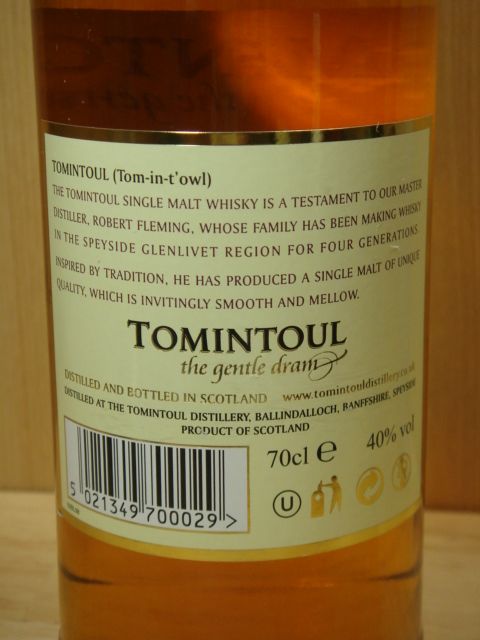 TOMINTOUL (Tom-in-t'owl)
THE TOMINTOUL SINGLE MALT WHISKY IS A TESTAMENT TO OUR MASTER
DISTILLER, ROBERT FLEMING, WHOSE FAMILY HAS BEEN MAKING WHISKY
IN THE SPEYSIDE GLENLIVET REGION FOR FOUR GENERATIONS.
INSPIRED BY TRADITION, HE HAS PRODUCED A SINGLE MALT OF UNIQUE
QUALITY, WHICH IS INVITINGLY SMOOTH AND MELLOW.
TOMINTOUL
the gentle dram
DISTILLED AND BOTTLED IN SCOTLAND www.tomintouldistillery.co.uk
DISTILLED AT THE TOMINTOUL DISTILLERY, BALLINDALLOCH, BANFFSHIRE, SPEYSIDE
PRODUCT OF SCOTLAND
70cl e 40% vol
5 021349 700029 >
U